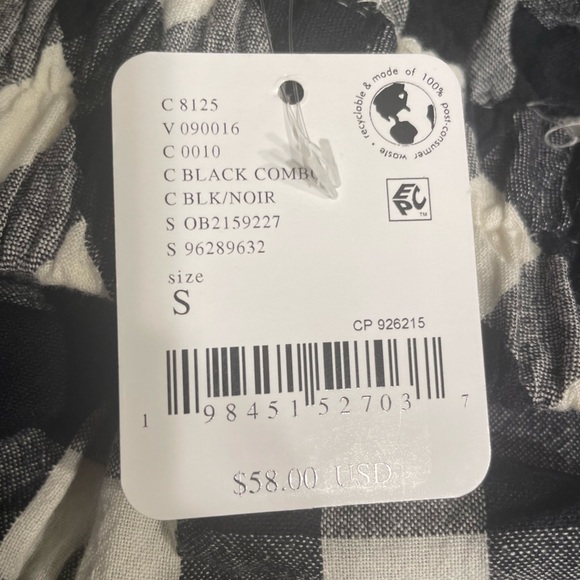 C 8125
V 090016
C 0010
C BLACK COMBO
C BLK/NOIR
S OB2159227
S 96289632
size
S
recyclable & made of 100% post-consumer waste
EPC
TM
CP 926215
1 98451 52703 7
$58.00 USD